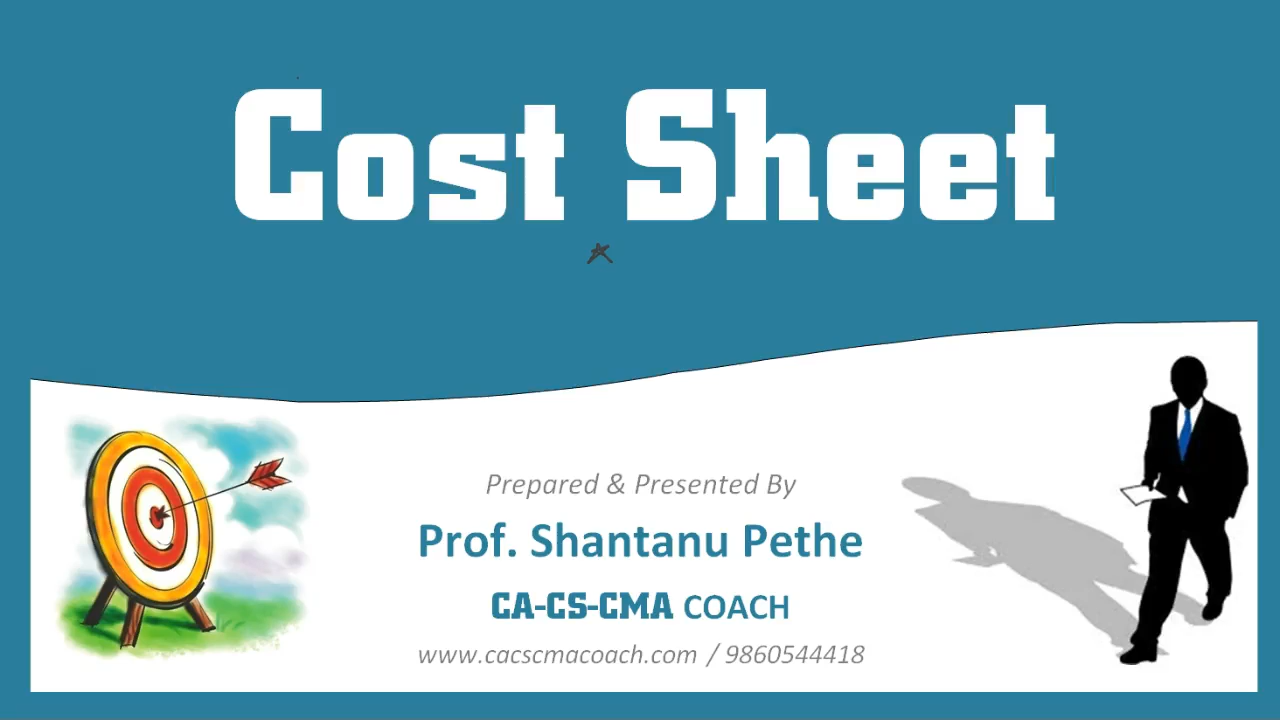 Cost Sheet
Prepared & Presented By
Prof. Shantanu Pethe
CA-CS-CMA COACH
www.cacscmacoach.com / 9860544418